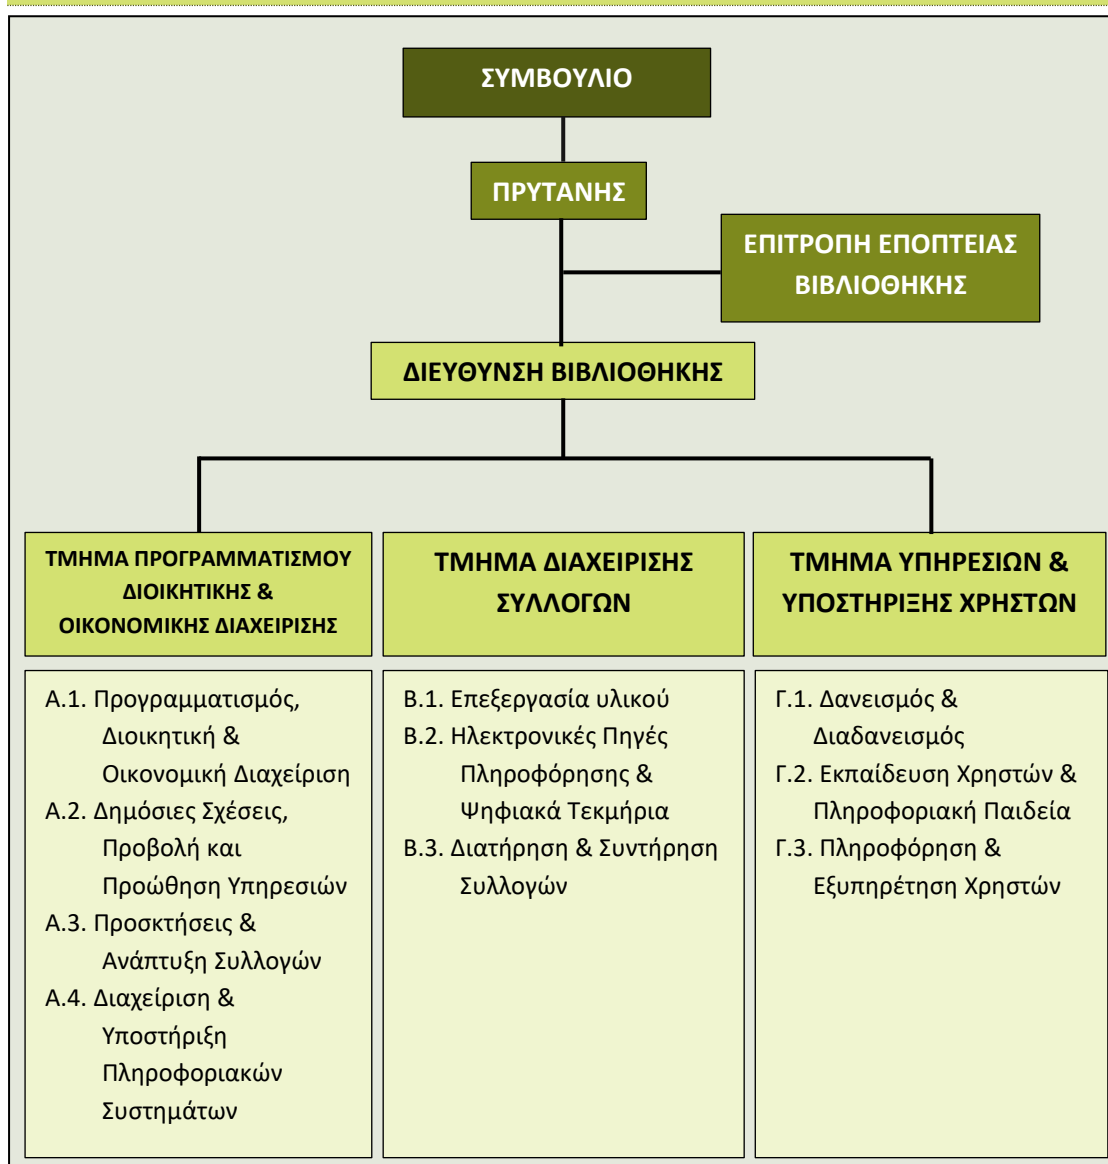 ΣΥΜΒΟΥΛΙΟ
ΠΡΥΤΑΝΗΣ
ΕΠΙΤΡΟΠΗ ΕΠΟΠΤΕΙΑΣ
ΒΙΒΛΙΟΘΗΚΗΣ
ΔΙΕΥΘΥΝΣΗ ΒΙΒΛΙΟΘΗΚΗΣ
ΤΜΗΜΑ ΠΡΟΓΡΑΜΜΑΤΙΣΜΟΥ
ΔΙΟΙΚΗΤΙΚΗΣ &
ΟΙΚΟΝΟΜΙΚΗΣ ΔΙΑΧΕΙΡΙΣΗΣ
Α.1. Προγραμματισμός,
Διοικητική &
Οικονομική Διαχείριση
Α.2. Δημόσιες Σχέσεις,
Προβολή και
Προώθηση Υπηρεσιών
Α.3. Προσκτήσεις &
Ανάπτυξη Συλλογών
Α.4. Διαχείριση &
Υποστήριξη
Πληροφοριακών
Συστημάτων
ΤΜΗΜΑ ΔΙΑΧΕΙΡΙΣΗΣ
ΣΥΛΛΟΓΩΝ
Β.1. Επεξεργασία υλικού
Β.2. Ηλεκτρονικές Πηγές
Πληροφόρησης &
Ψηφιακά Τεκμήρια
Β.3. Διατήρηση & Συντήρηση
Συλλογών
ΤΜΗΜΑ ΥΠΗΡΕΣΙΩΝ &
ΥΠΟΣΤΗΡΙΞΗΣ ΧΡΗΣΤΩΝ
Γ.1. Δανεισμός &
Διαδανεισμός
Γ.2. Εκπαίδευση Χρηστών &
Πληροφοριακή Παιδεία
Γ.3. Πληροφόρηση &
Εξυπηρέτηση Χρηστών